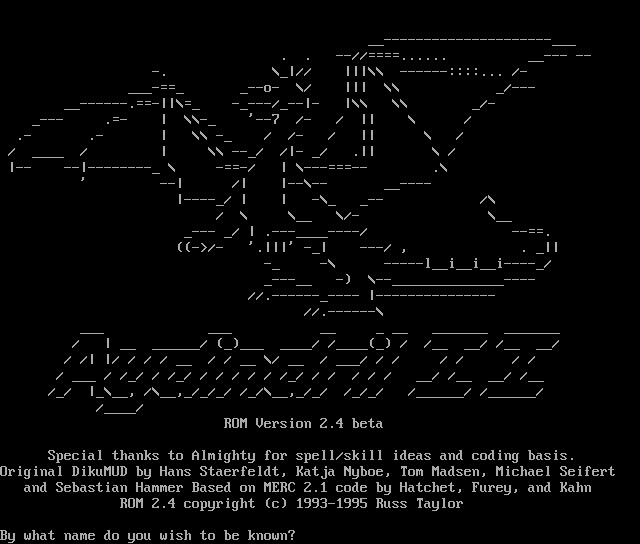 Aydindril II
ROM Version 2.4 beta
Special thanks to Almighty for spell/skill ideas and coding basis.
Original DikuMUD by Hans Staerfeldt, Katja Nyboe, Tom Madsen, Michael Seifert
and Sebastian Hammer Based on MERC 2.1 code by Hatchet, Furey, and Kahn
ROM 2.4 copyright (c) 1993-1995 Russ Taylor
By what name do you wish to be known?